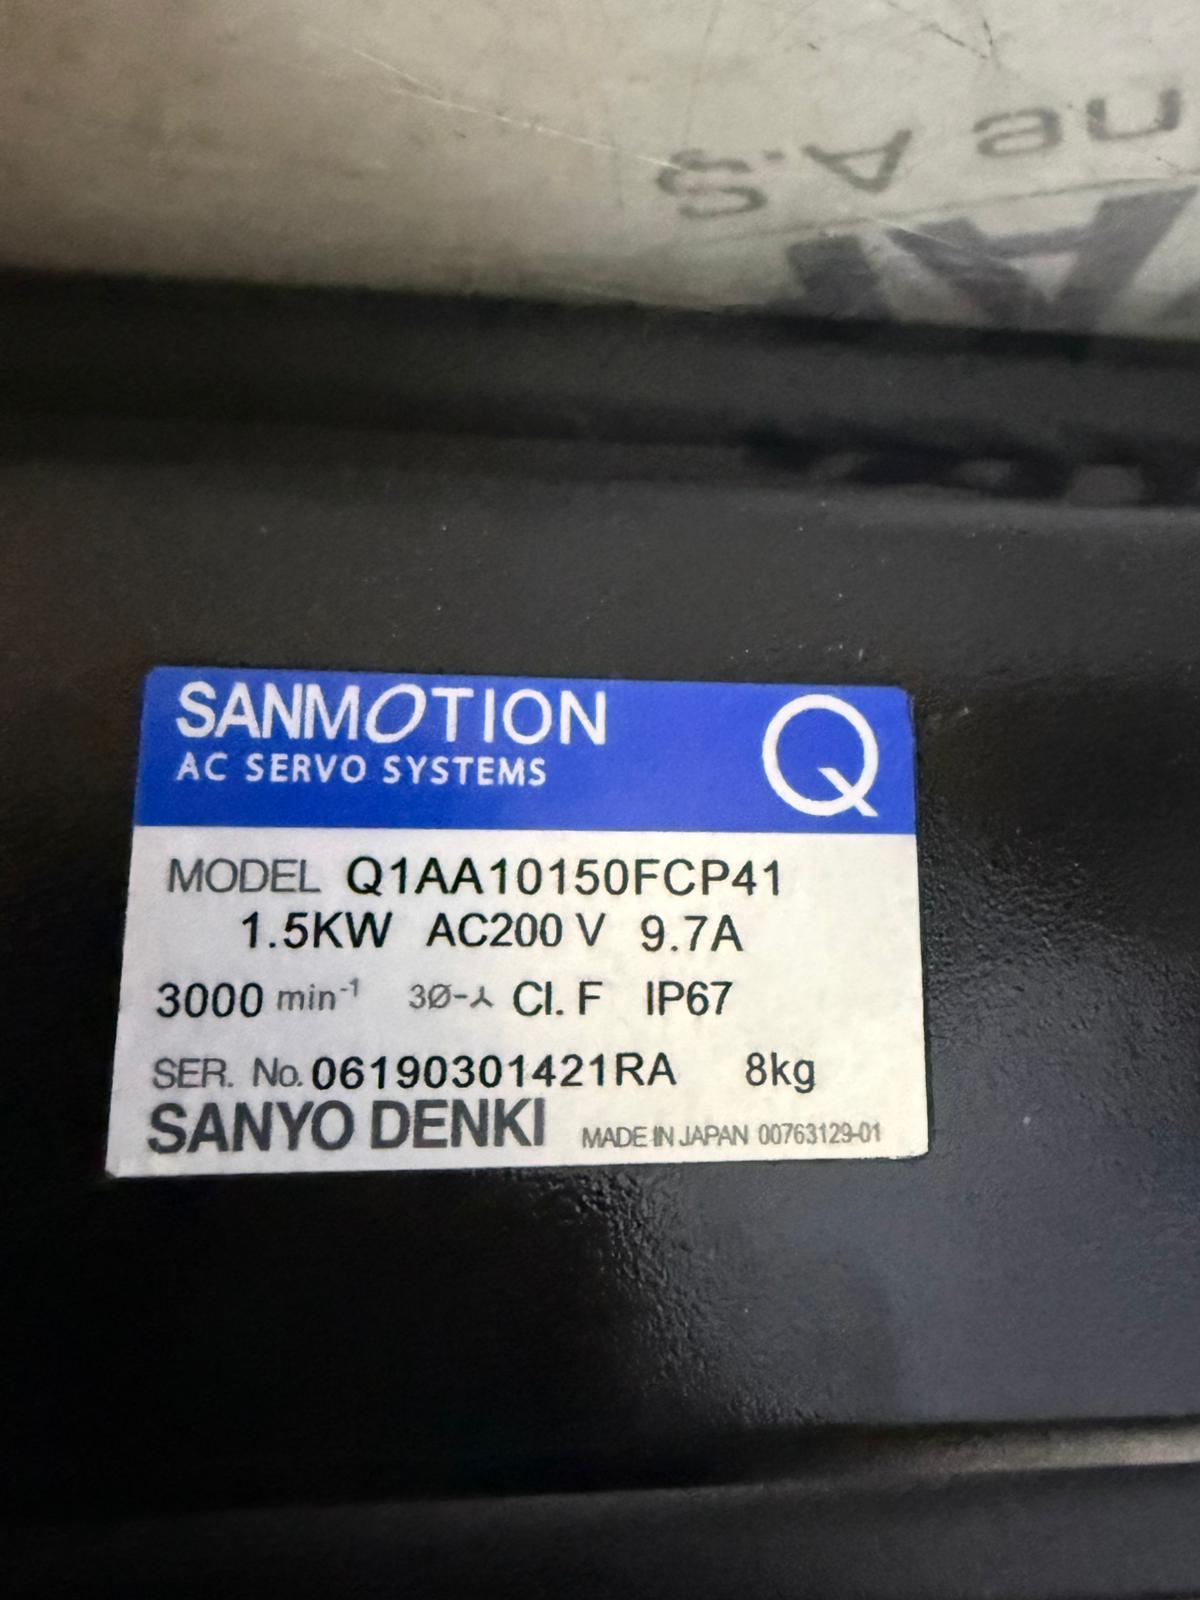 ne A.S
SANMOTION
AC SERVO SYSTEMS
Q
MODEL Q1AA10150FCP41
1.5KW AC200 V 9.7A
3000 min⁻¹ 3Ø-⅄ CI. F IP67
SER. No. 06190301421RA 8kg
SANYO DENKI MADE IN JAPAN 00763129-01